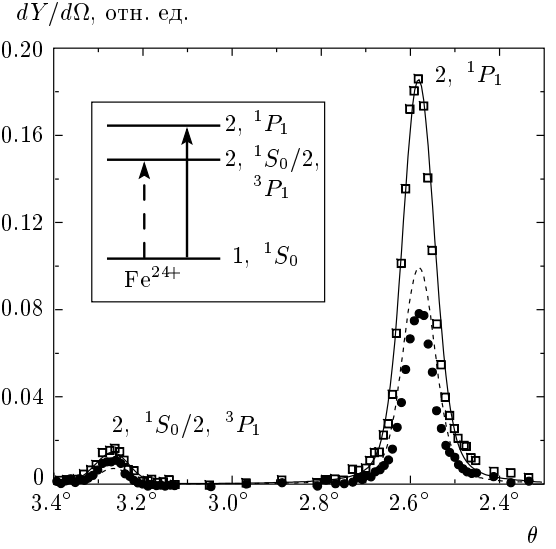 dY/dΩ, отн. ед.
0.20
2, ¹P₁
2, ¹P₁
0.16
2, ¹S₀/2,
³P₁
0.12
1, ¹S₀
Fe²⁴⁺
0.08
0.04
2, ¹S₀/2, ³P₁
0
3.4° 3.2° 3.0° 2.8° 2.6° 2.4°
θ